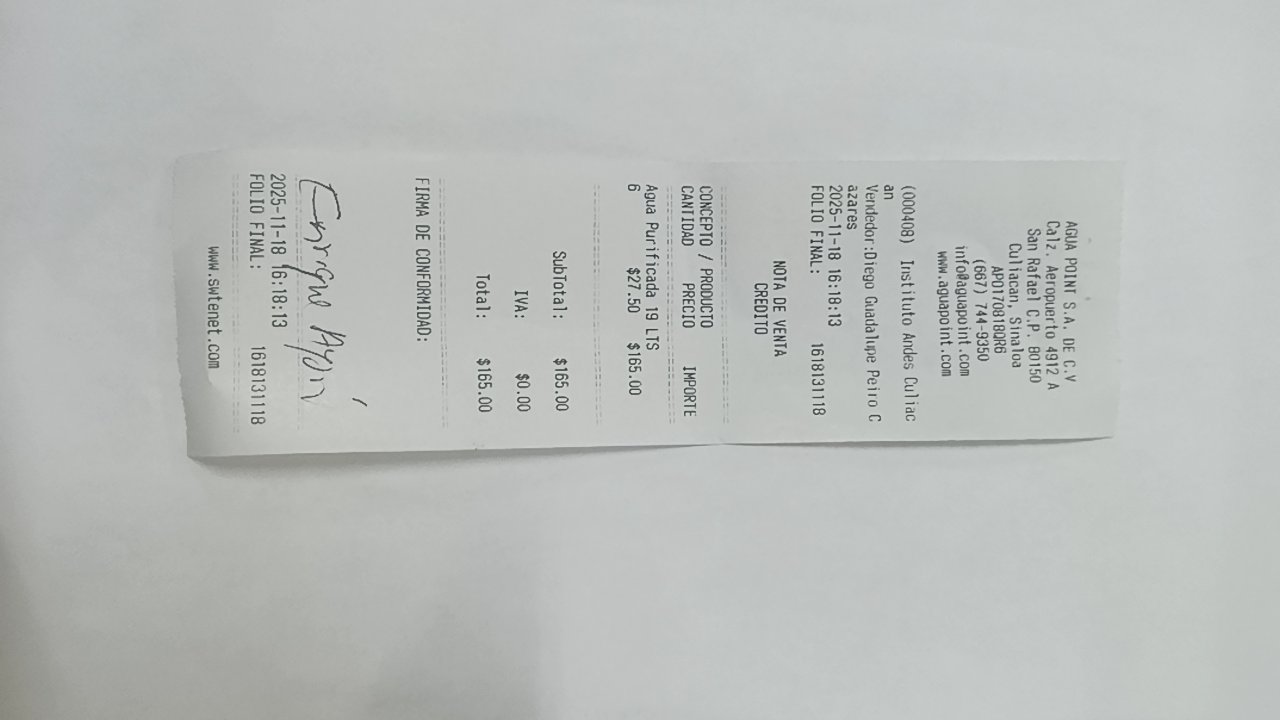 AGUA POINT S.A. DE C.V
Calz. Aeropuerto 4912 A
San Rafael C.P. 80150
Culiacan, Sinaloa
APO170818QR6
(667) 744-9350
info@aguapoint.com
www.aguapoint.com
(000408) Instituto Andes Culiac
an
Vendedor:Diego Guadalupe Peiro C
azares
2025-11-18 16:18:13
FOLIO FINAL: 1618131118
NOTA DE VENTA
CREDITO
CONCEPTO / PRODUCTO
CANTIDAD PRECIO IMPORTE
Agua Purificada 19 LTS
6 $27.50 $165.00
SubTotal: $165.00
IVA: $0.00
Total: $165.00
FIRMA DE CONFORMIDAD:
Enrique Ayón
2025-11-18 16:18:13
FOLIO FINAL: 1618131118
www.swtenet.com